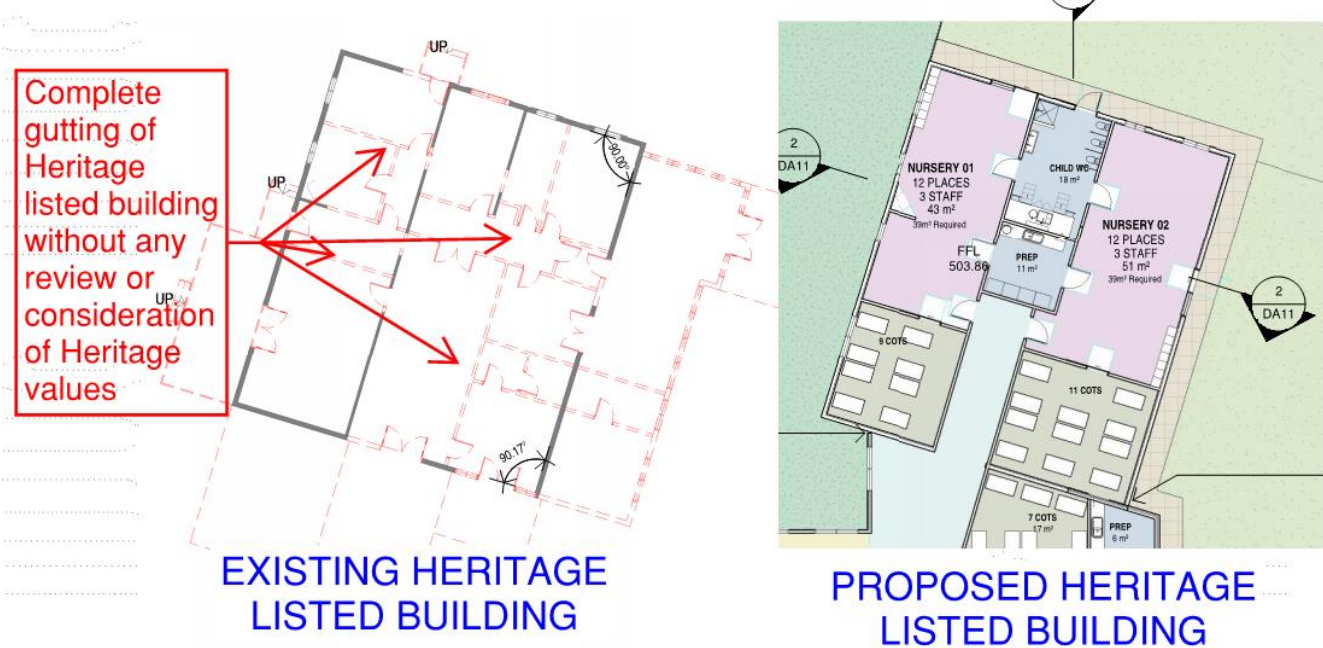 Complete
gutting of
Heritage
listed building
without any
review or
consideration
of Heritage
values
UP
UP
UP
90.00°
90.17°
EXISTING HERITAGE
LISTED BUILDING
2
DA11
NURSERY 01
12 PLACES
3 STAFF
43 m²
39m² Required
FFL
503.86
CHILD WC
18 m²
PREP
11 m²
NURSERY 02
12 PLACES
3 STAFF
51 m²
39m² Required
2
DA11
9 COTS
11 COTS
7 COTS
17 m²
PREP
6 m²
PROPOSED HERITAGE
LISTED BUILDING